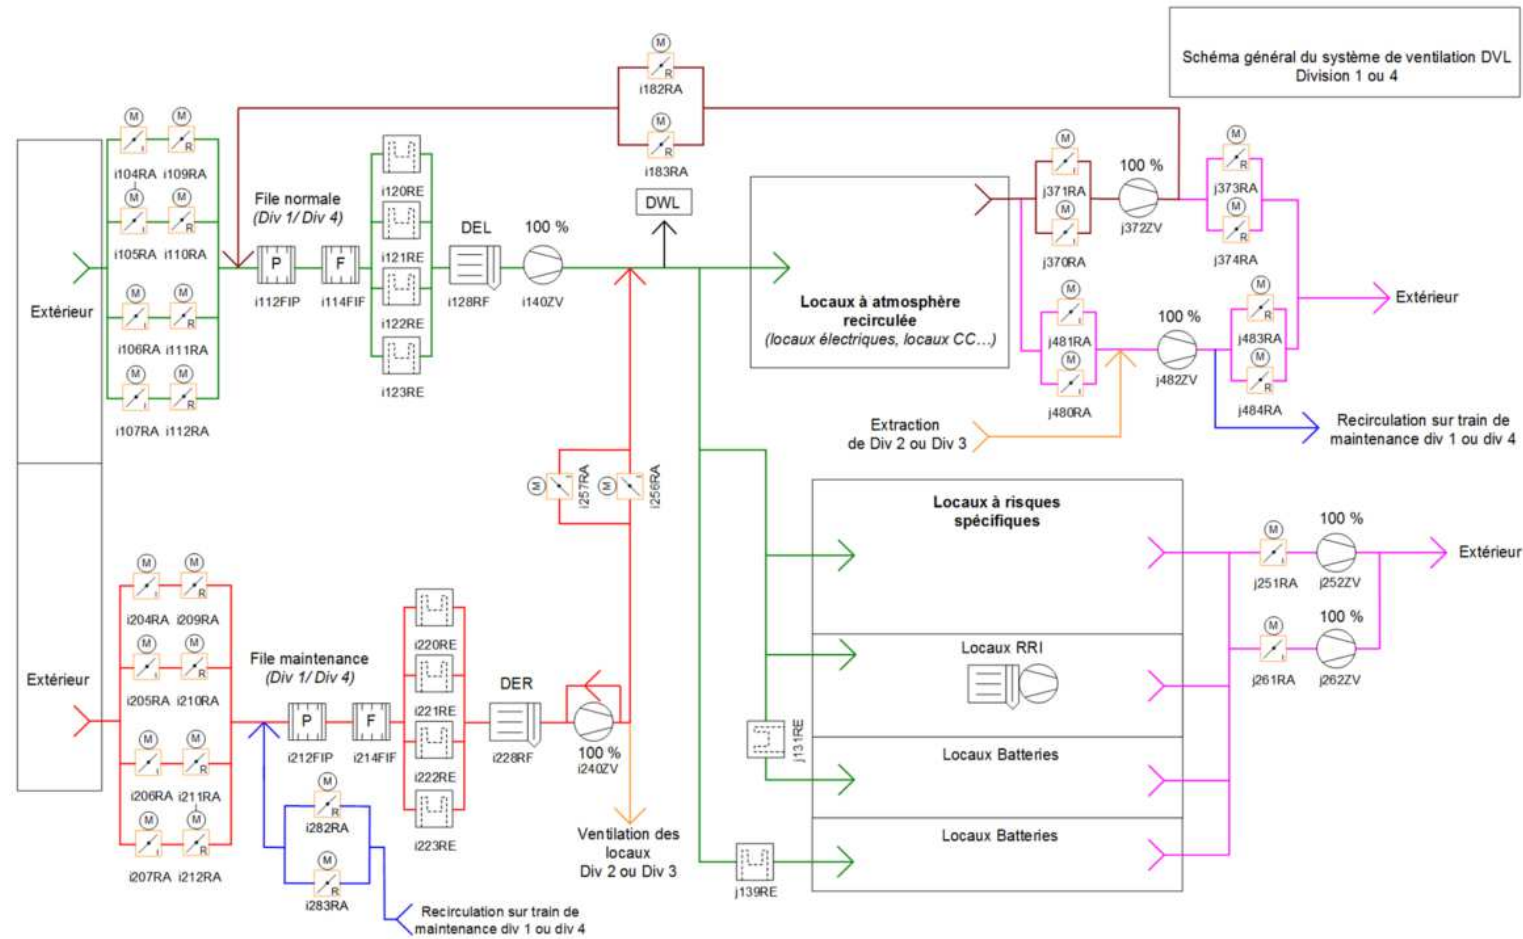 Schéma général du système de ventilation DVL
Division 1 ou 4
M
R
i182RA
M
R
i183RA
DWL
Extérieur
M
I
i104RA
M
R
i109RA
M
I
i105RA
M
R
i110RA
M
I
i106RA
M
R
i111RA
M
I
i107RA
M
R
i112RA
File normale
(Div 1/ Div 4)
P
i112FIP
F
i114FIF
i120RE
i121RE
i122RE
i123RE
DEL
i128RF
100 %
i140ZV
Locaux à atmosphère
recirculée
(locaux électriques, locaux CC…)
M
I
j371RA
M
I
j370RA
100 %
j372ZV
M
R
j373RA
M
R
j374RA
M
I
j481RA
M
I
j480RA
100 %
j482ZV
M
R
j483RA
M
R
j484RA
Extérieur
Extraction
de Div 2 ou Div 3
Recirculation sur train de
maintenance div 1 ou div 4
M
I
i257RA
M
I
i256RA
Locaux à risques
spécifiques
Locaux RRI
Locaux Batteries
Locaux Batteries
j131RE
j139RE
M
I
j251RA
100 %
j252ZV
M
I
j261RA
100 %
j262ZV
Extérieur
Extérieur
M
I
i204RA
M
R
i209RA
M
I
i205RA
M
R
i210RA
M
I
i206RA
M
R
i211RA
M
I
i207RA
M
R
i212RA
File maintenance
(Div 1/ Div 4)
P
i212FIP
F
i214FIF
i220RE
i221RE
i222RE
i223RE
DER
i228RF
100 %
i240ZV
M
R
i282RA
M
R
i283RA
Ventilation des
locaux
Div 2 ou Div 3
Recirculation sur train de
maintenance div 1 ou div 4